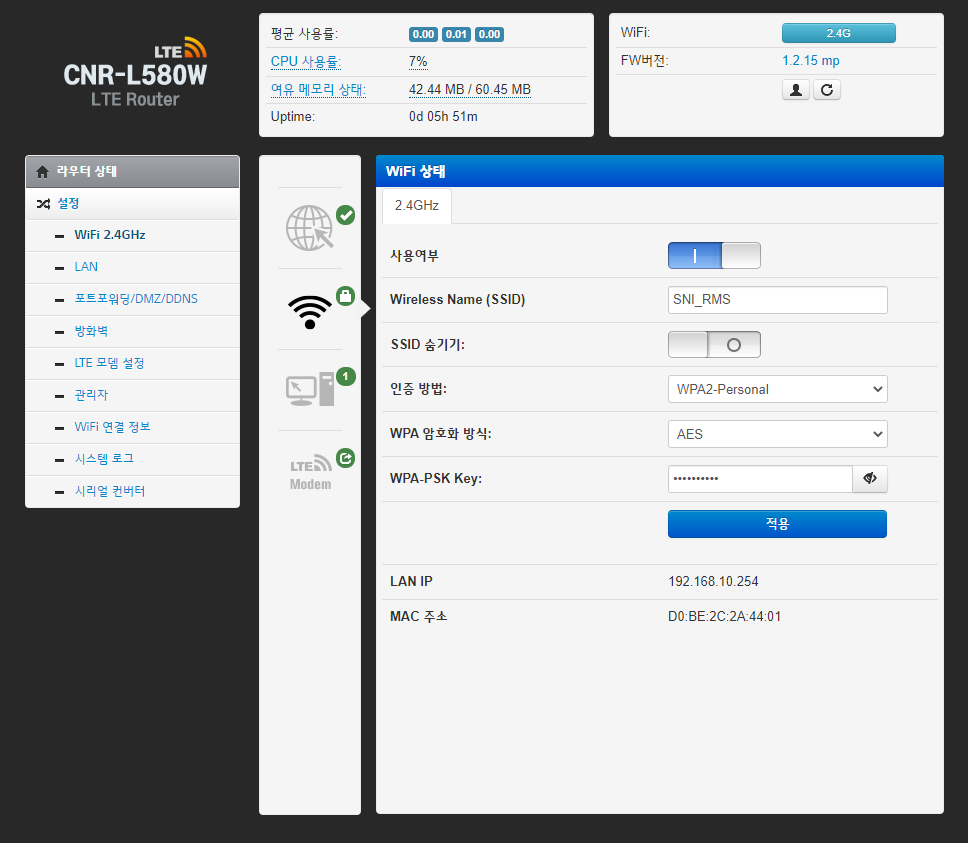 LTE
CNR-L580W
LTE Router
평균 사용률: 0.00 0.01 0.00
CPU 사용률: 7%
여유 메모리 상태: 42.44 MB / 60.45 MB
Uptime: 0d 05h 51m
WiFi: 2.4G
FW버전: 1.2.15 mp
라우터 상태
설정
WiFi 2.4GHz
LAN
포트포워딩/DMZ/DDNS
방화벽
LTE 모뎀 설정
관리자
WiFi 연결 정보
시스템 로그
시리얼 컨버터
1
LTE
Modem
WiFi 상태
2.4GHz
사용여부
Wireless Name (SSID) SNI_RMS
SSID 숨기기:
인증 방법: WPA2-Personal
WPA 암호화 방식: AES
WPA-PSK Key: ••••••••••
적용
LAN IP 192.168.10.254
MAC 주소 D0:BE:2C:2A:44:01